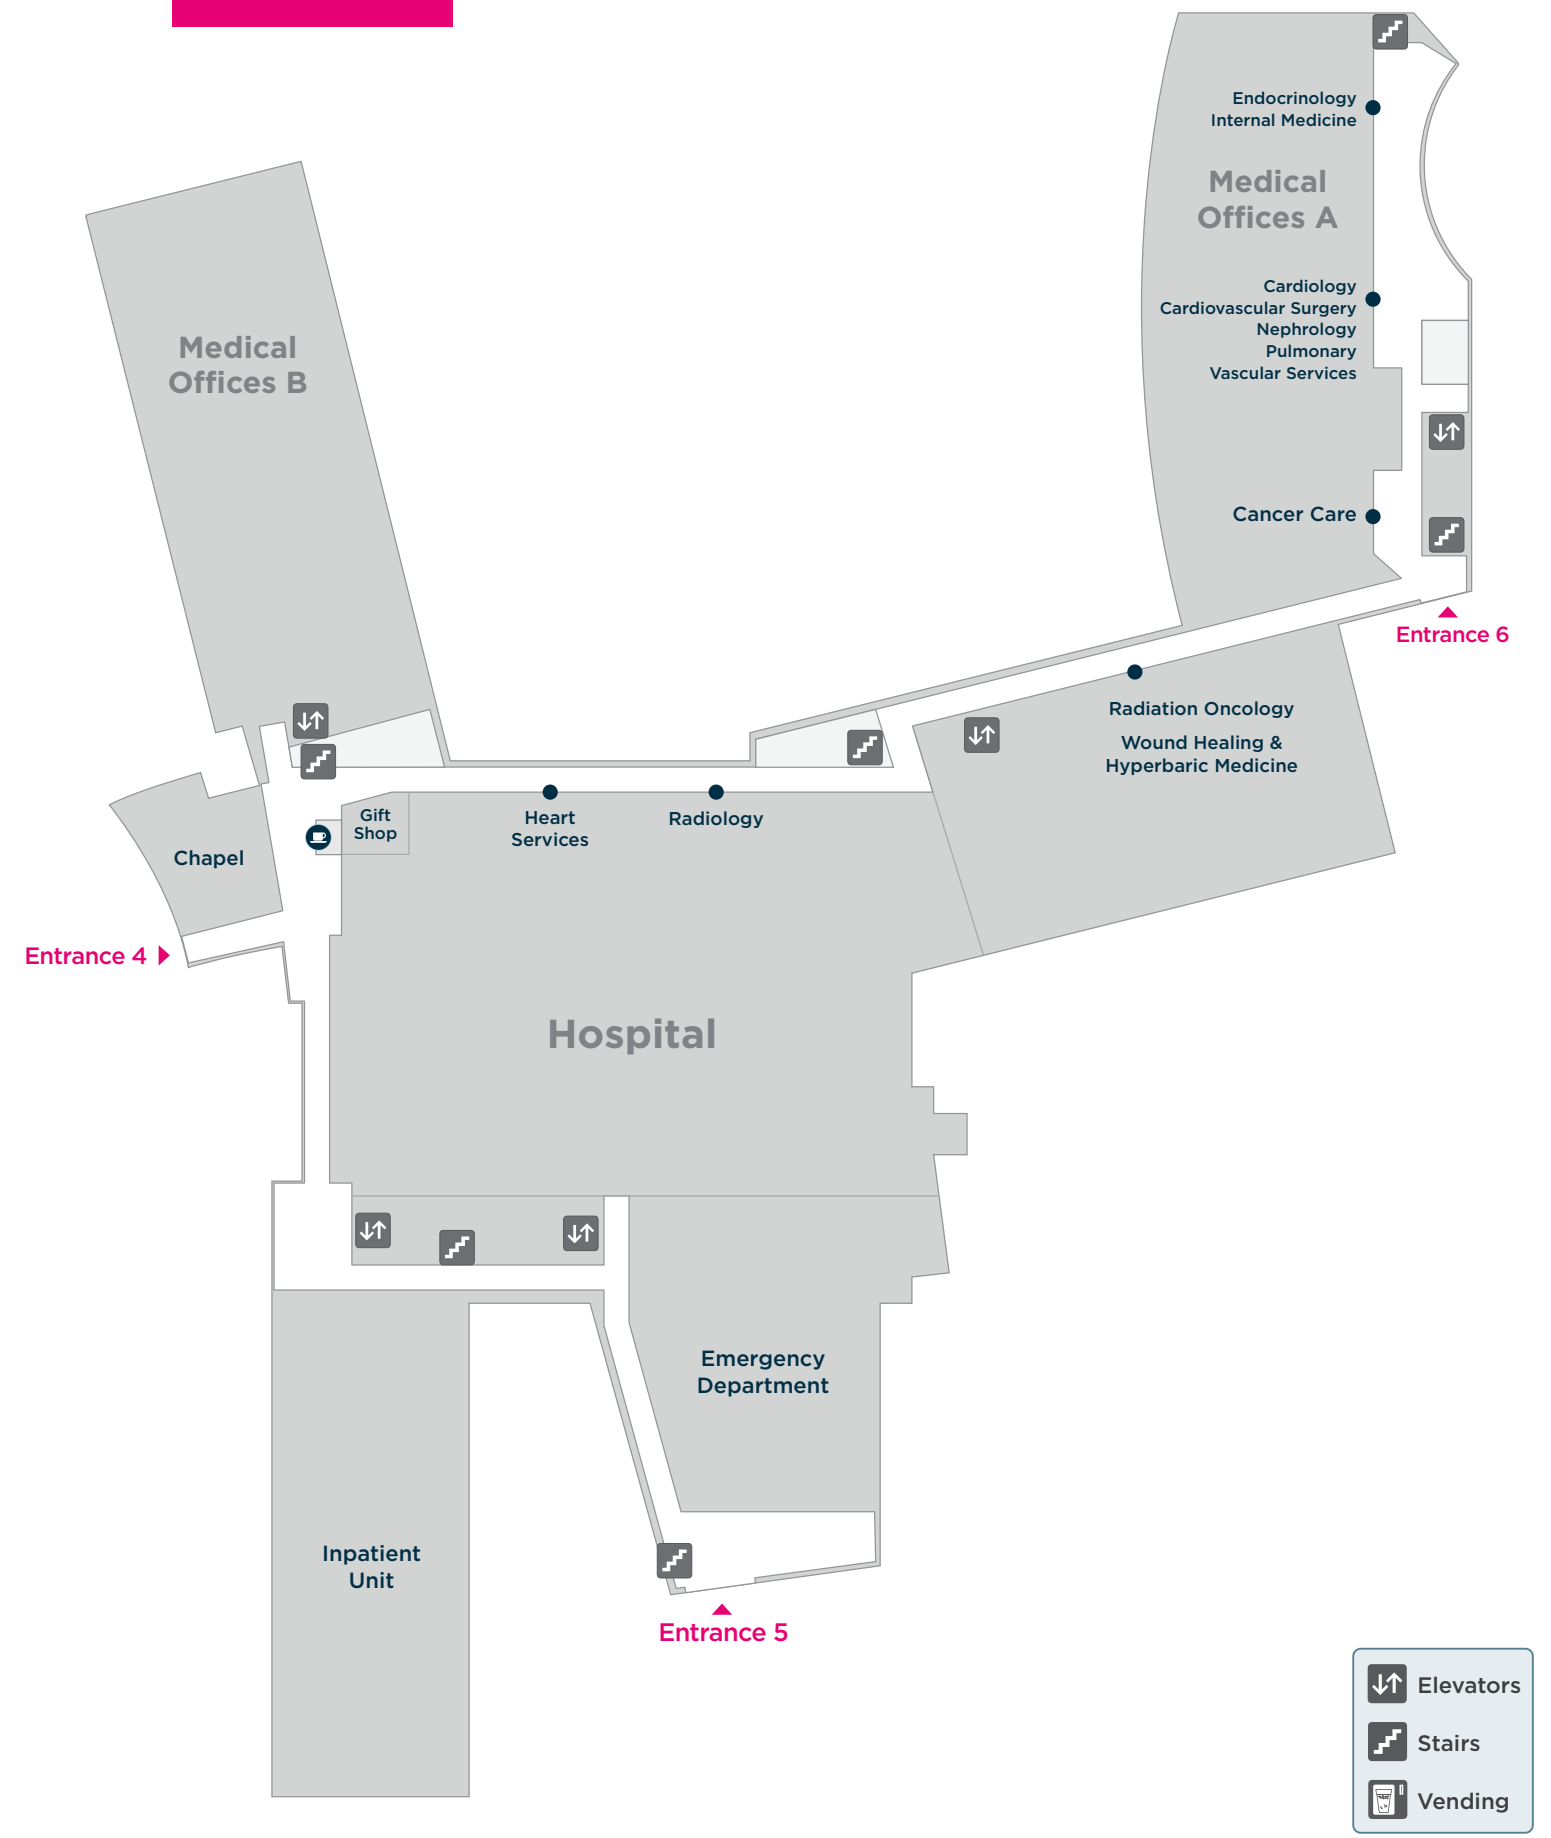 Endocrinology
Internal Medicine
Medical
Offices A
Cardiology
Cardiovascular Surgery
Nephrology
Pulmonary
Vascular Services
Medical
Offices B
Cancer Care
Entrance 6
Radiation Oncology
Wound Healing &
Hyperbaric Medicine
Gift
Shop
Heart
Services
Radiology
Chapel
Entrance 4
Hospital
Emergency
Department
Inpatient
Unit
Entrance 5
Elevators
Stairs
Vending